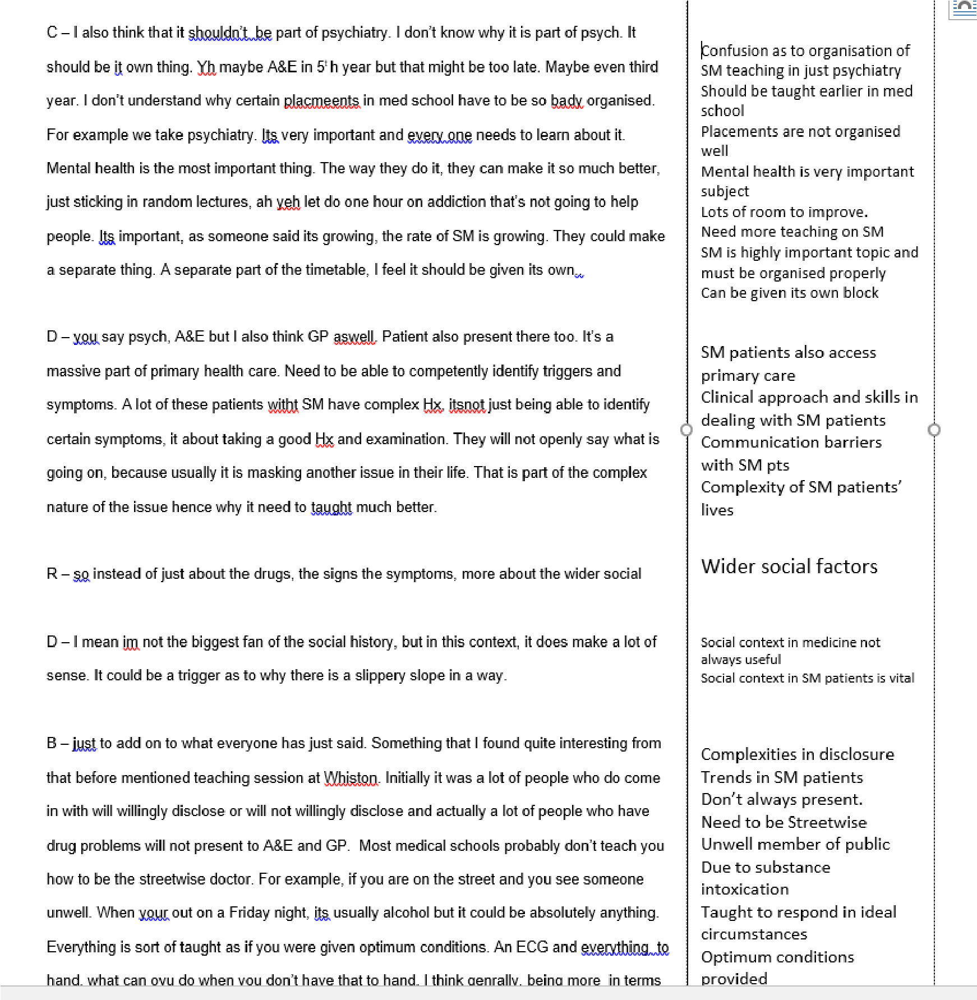 C – I also think that it shouldn't  be part of psychiatry. I don't know why it is part of psych. It
should be it own thing. Yh maybe A&E in 5th year but that might be too late. Maybe even third
year. I don't understand why certain placmeents in med school have to be so bady organised.
For example we take psychiatry. Its very important and every one needs to learn about it.
Mental health is the most important thing. The way they do it, they can make it so much better,
just sticking in random lectures, ah yeh let do one hour on addiction that's not going to help
people. Its important, as someone said its growing, the rate of SM is growing. They could make
a separate thing. A separate part of the timetable, I feel it should be given its own..
Confusion as to organisation of
SM teaching in just psychiatry
Should be taught earlier in med
school
Placements are not organised
well
Mental health is very important
subject
Lots of room to improve.
Need more teaching on SM
SM is highly important topic and
must be organised properly
Can be given its own block
D – you say psych, A&E but I also think GP aswell. Patient also present there too. It's a
massive part of primary health care. Need to be able to competently identify triggers and
symptoms. A lot of these patients witht SM have complex Hx, itsnot just being able to identify
certain symptoms, it about taking a good Hx and examination. They will not openly say what is
going on, because usually it is masking another issue in their life. That is part of the complex
nature of the issue hence why it need to taught much better.
SM patients also access
primary care
Clinical approach and skills in
dealing with SM patients
Communication barriers
with SM pts
Complexity of SM patients'
lives
R – so instead of just about the drugs, the signs the symptoms, more about the wider social
Wider social factors
D – I mean im not the biggest fan of the social history, but in this context, it does make a lot of
sense. It could be a trigger as to why there is a slippery slope in a way.
Social context in medicine not
always useful
Social context in SM patients is vital
B – just to add on to what everyone has just said. Something that I found quite interesting from
that before mentioned teaching session at Whiston. Initially it was a lot of people who do come
in with will willingly disclose or will not willingly disclose and actually a lot of people who have
drug problems will not present to A&E and GP.  Most medical schools probably don't teach you
how to be the streetwise doctor. For example, if you are on the street and you see someone
unwell. When your out on a Friday night, its usually alcohol but it could be absolutely anything.
Everything is sort of taught as if you were given optimum conditions. An ECG and everything  to
hand, what can oyu do when you don't have that to hand. I think genrally, being more  in terms
Complexities in disclosure
Trends in SM patients
Don't always present.
Need to be Streetwise
Unwell member of public
Due to substance
intoxication
Taught to respond in ideal
circumstances
Optimum conditions
provided